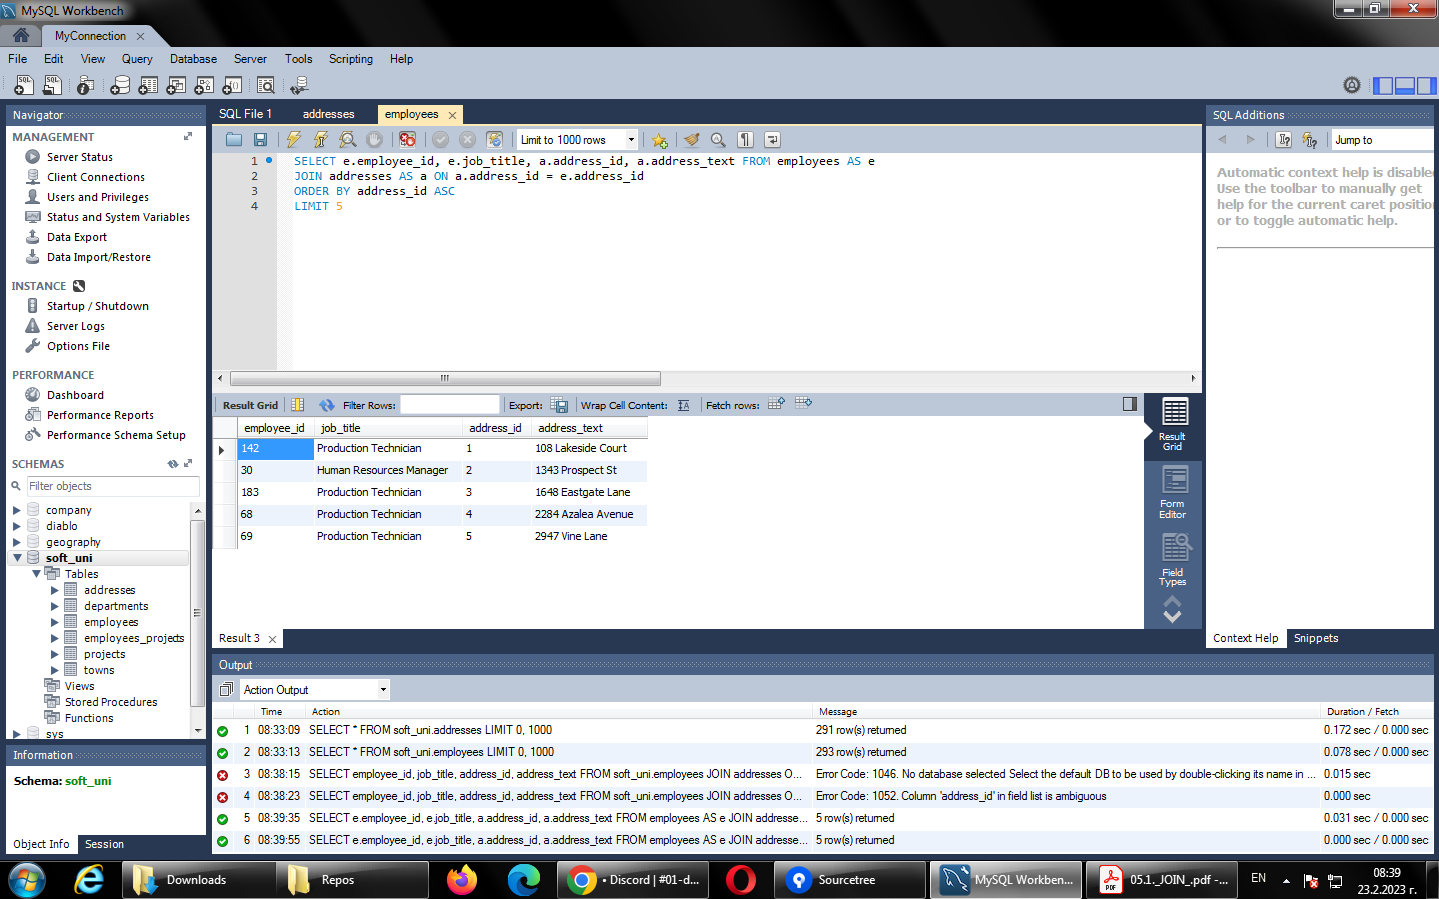 MySQL Workbench
MyConnection
File Edit View Query Database Server Tools Scripting Help
Navigator
MANAGEMENT
Server Status
Client Connections
Users and Privileges
Status and System Variables
Data Export
Data Import/Restore
INSTANCE
Startup / Shutdown
Server Logs
Options File
PERFORMANCE
Dashboard
Performance Reports
Performance Schema Setup
SCHEMAS
Filter objects
company
diablo
geography
soft_uni
Tables
addresses
departments
employees
employees_projects
projects
towns
Views
Stored Procedures
Functions
sys
Information
Schema: soft_uni
Object Info Session
SQL File 1 addresses employees
Limit to 1000 rows
1 SELECT e.employee_id, e.job_title, a.address_id, a.address_text FROM employees AS e
2 JOIN addresses AS a ON a.address_id = e.address_id
3 ORDER BY address_id ASC
4 LIMIT 5
Result Grid Filter Rows: Export: Wrap Cell Content: Fetch rows:
employee_id job_title address_id address_text
142 Production Technician 1 108 Lakeside Court
30 Human Resources Manager 2 1343 Prospect St
183 Production Technician 3 1648 Eastgate Lane
68 Production Technician 4 2284 Azalea Avenue
69 Production Technician 5 2947 Vine Lane
Result
Grid
Form
Editor
Field
Types
Result 3
SQL Additions
Jump to
Automatic context help is disabled
Use the toolbar to manually get
help for the current caret position
or to toggle automatic help.
Context Help Snippets
Output
Action Output
Time Action Message Duration / Fetch
1 08:33:09 SELECT * FROM soft_uni.addresses LIMIT 0, 1000 291 row(s) returned 0.172 sec / 0.000 sec
2 08:33:13 SELECT * FROM soft_uni.employees LIMIT 0, 1000 293 row(s) returned 0.078 sec / 0.000 sec
3 08:38:15 SELECT employee_id, job_title, address_id, address_text FROM soft_uni.employees JOIN addresses O... Error Code: 1046. No database selected Select the default DB to be used by double-clicking its name in ... 0.015 sec
4 08:38:23 SELECT employee_id, job_title, address_id, address_text FROM soft_uni.employees JOIN addresses O... Error Code: 1052. Column 'address_id' in field list is ambiguous 0.000 sec
5 08:39:35 SELECT e.employee_id, e.job_title, a.address_id, a.address_text FROM employees AS e JOIN addresse... 5 row(s) returned 0.031 sec / 0.000 sec
6 08:39:55 SELECT e.employee_id, e.job_title, a.address_id, a.address_text FROM employees AS e JOIN addresse... 5 row(s) returned 0.000 sec / 0.000 sec
Downloads Repos • Discord | #01-d... Sourcetree MySQL Workben... 05.1._JOIN_.pdf -... EN 08:39
23.2.2023 г.